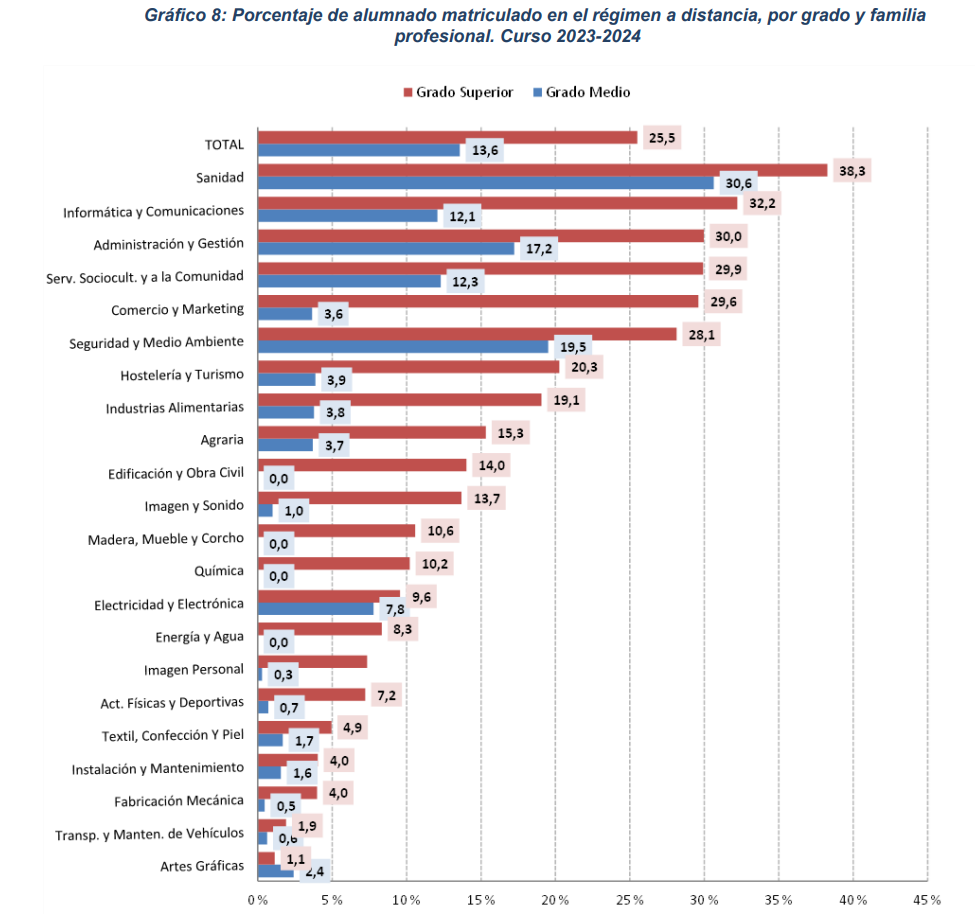 Gráfico 8: Porcentaje de alumnado matriculado en el régimen a distancia, por grado y familia
profesional. Curso 2023-2024
Grado Superior Grado Medio
TOTAL 25,5
13,6
Sanidad 38,3
30,6
Informática y Comunicaciones 32,2
12,1
Administración y Gestión 30,0
17,2
Serv. Sociocult. y a la Comunidad 29,9
12,3
Comercio y Marketing 29,6
3,6
Seguridad y Medio Ambiente 28,1
19,5
Hostelería y Turismo 20,3
3,9
Industrias Alimentarias 19,1
3,8
Agraria 15,3
3,7
Edificación y Obra Civil 14,0
0,0
Imagen y Sonido 13,7
1,0
Madera, Mueble y Corcho 10,6
0,0
Química 10,2
0,0
Electricidad y Electrónica 9,6
7,8
Energía y Agua 8,3
0,0
Imagen Personal
0,3
Act. Físicas y Deportivas 7,2
0,7
Textil, Confección Y Piel 4,9
1,7
Instalación y Mantenimiento 4,0
1,6
Fabricación Mecánica 4,0
0,5
Transp. y Manten. de Vehículos 1,9
0,6
Artes Gráficas 1,1
2,4
0 % 5 % 10 % 15 % 20 % 25 % 30 % 35 % 40 % 45 %